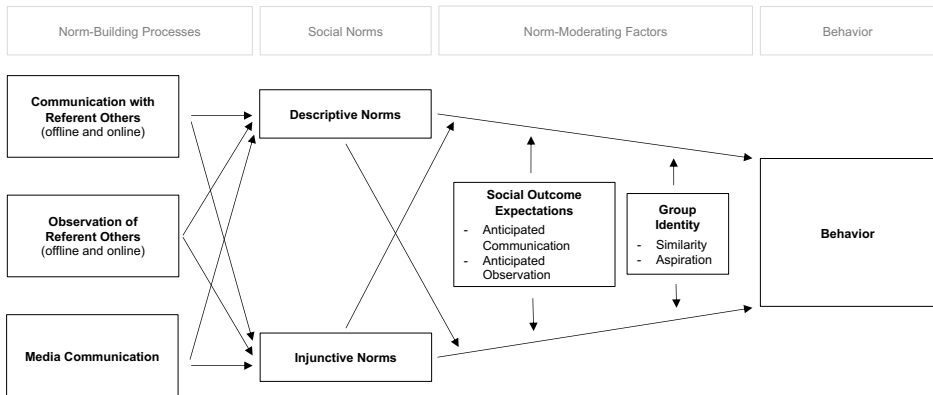 Norm-Building Processes
Social Norms
Norm-Moderating Factors
Behavior
Communication with
Referent Others
(offline and online)
Observation of
Referent Others
(offline and online)
Media Communication
Descriptive Norms
Injunctive Norms
Social Outcome
Expectations
- Anticipated
Communication
- Anticipated
Observation
Group
Identity
- Similarity
- Aspiration
Behavior